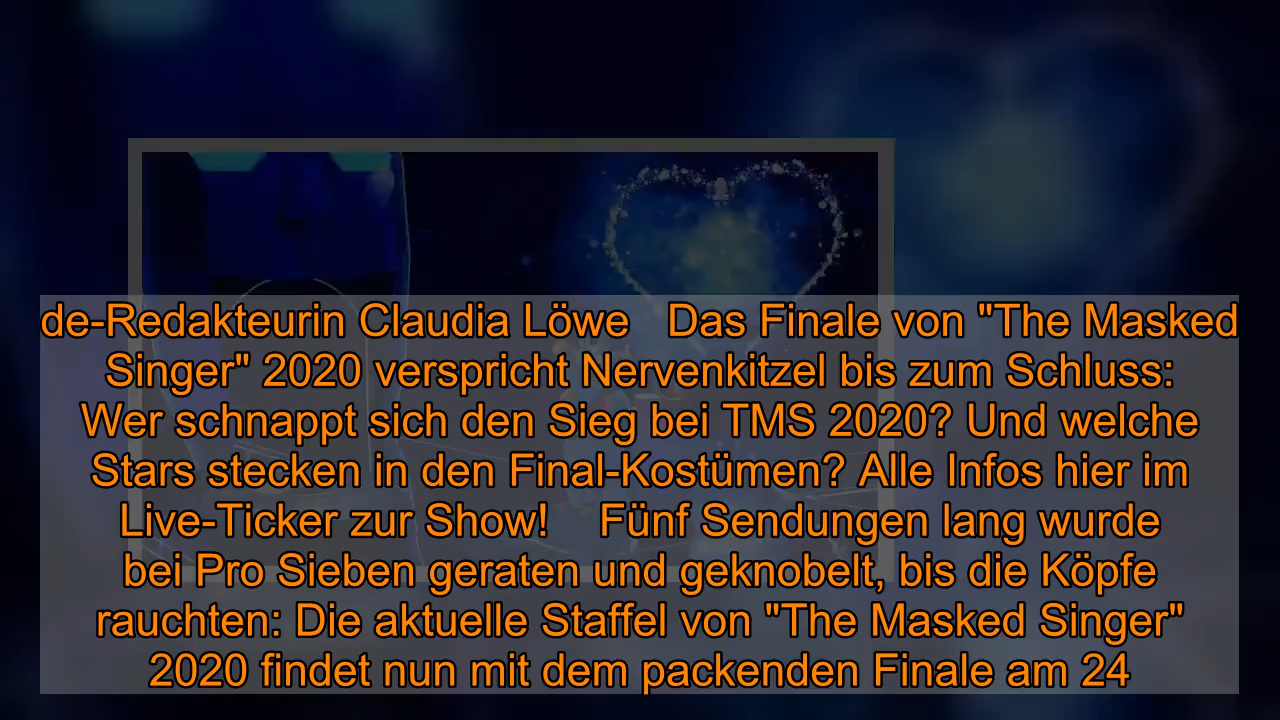 de-Redakteurin Claudia Löwe   Das Finale von "The Masked
Singer" 2020 verspricht Nervenkitzel bis zum Schluss:
Wer schnappt sich den Sieg bei TMS 2020? Und welche
Stars stecken in den Final-Kostümen? Alle Infos hier im
Live-Ticker zur Show!    Fünf Sendungen lang wurde
bei Pro Sieben geraten und geknobelt, bis die Köpfe
rauchten: Die aktuelle Staffel von "The Masked Singer"
2020 findet nun mit dem packenden Finale am 24